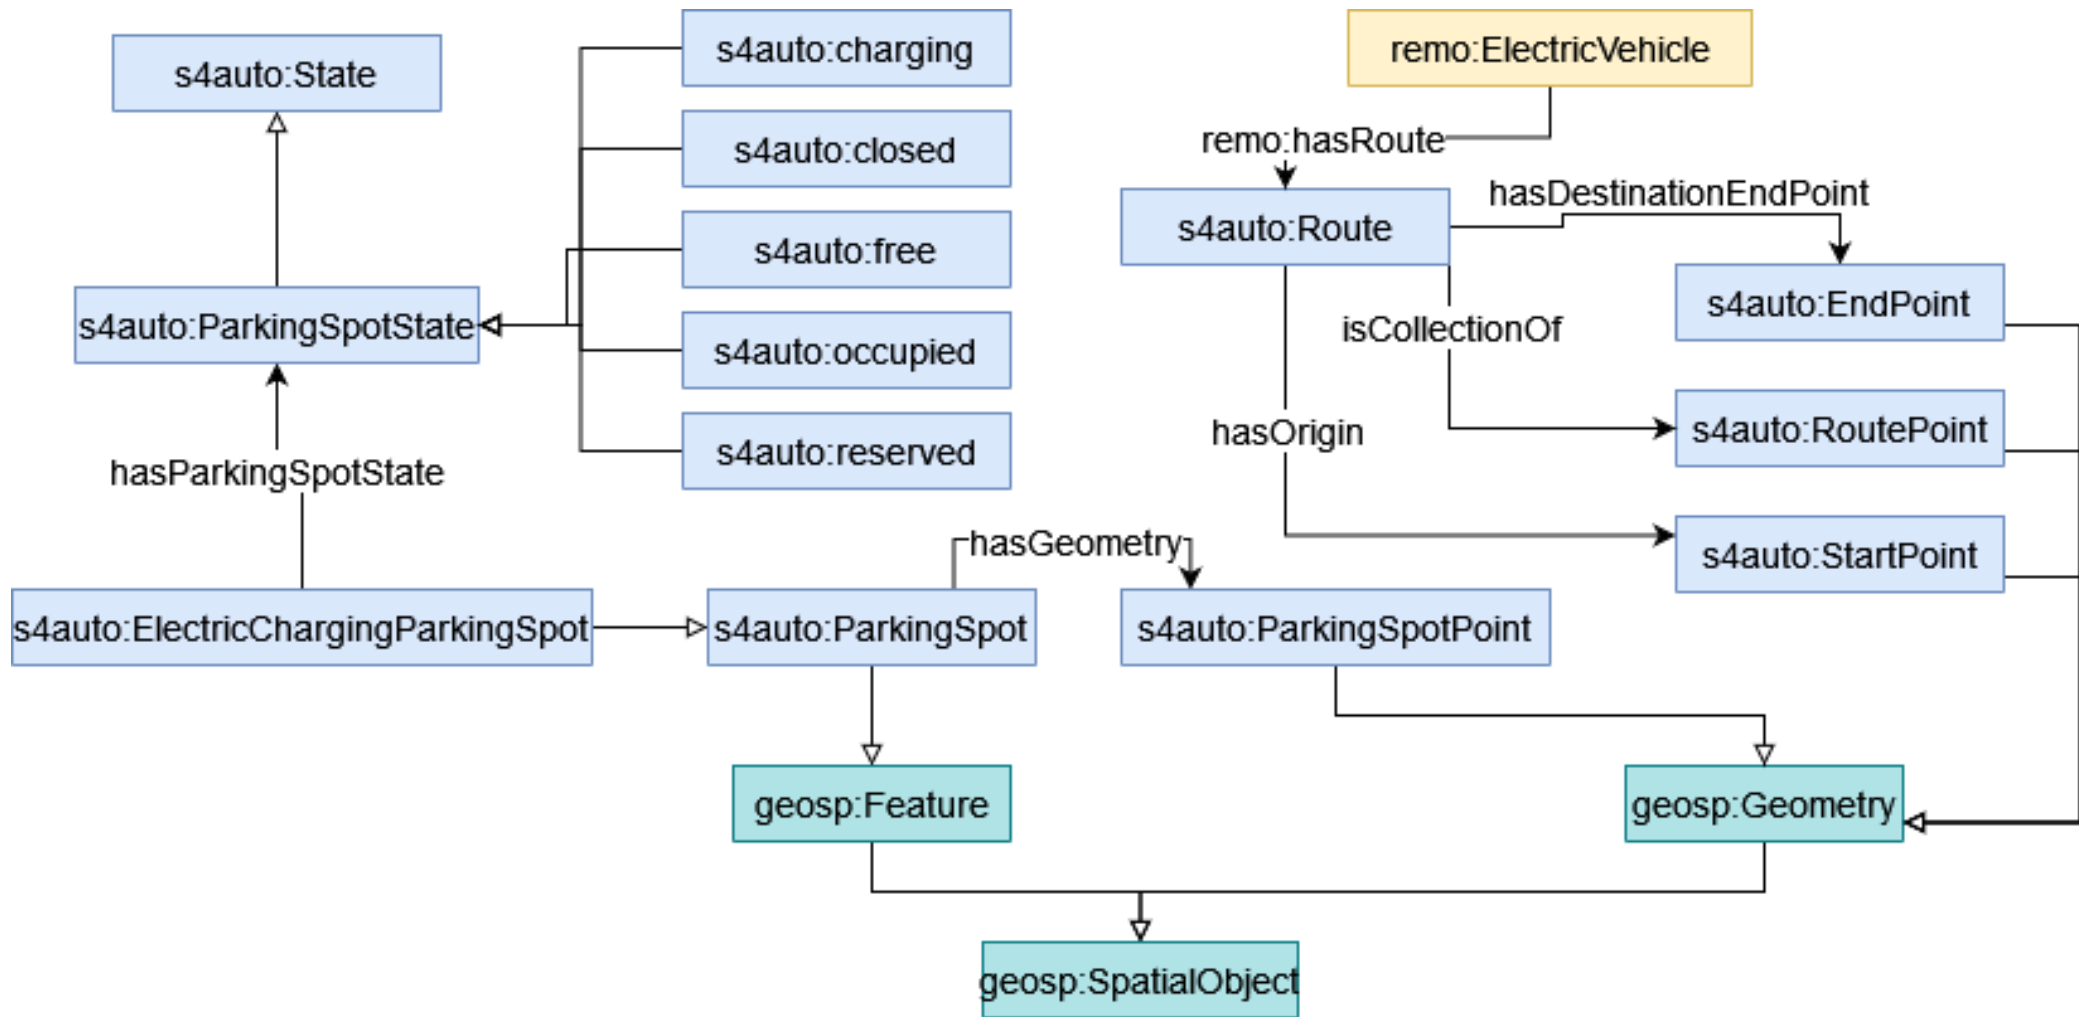 s4auto:State
s4auto:charging
remo:ElectricVehicle
s4auto:closed
remo:hasRoute
hasDestinationEndPoint
s4auto:Route
s4auto:free
s4auto:EndPoint
s4auto:ParkingSpotState
isCollectionOf
s4auto:occupied
hasOrigin
s4auto:RoutePoint
s4auto:reserved
hasParkingSpotState
hasGeometry
s4auto:StartPoint
s4auto:ElectricChargingParkingSpot
s4auto:ParkingSpot
s4auto:ParkingSpotPoint
geosp:Feature
geosp:Geometry
geosp:SpatialObject